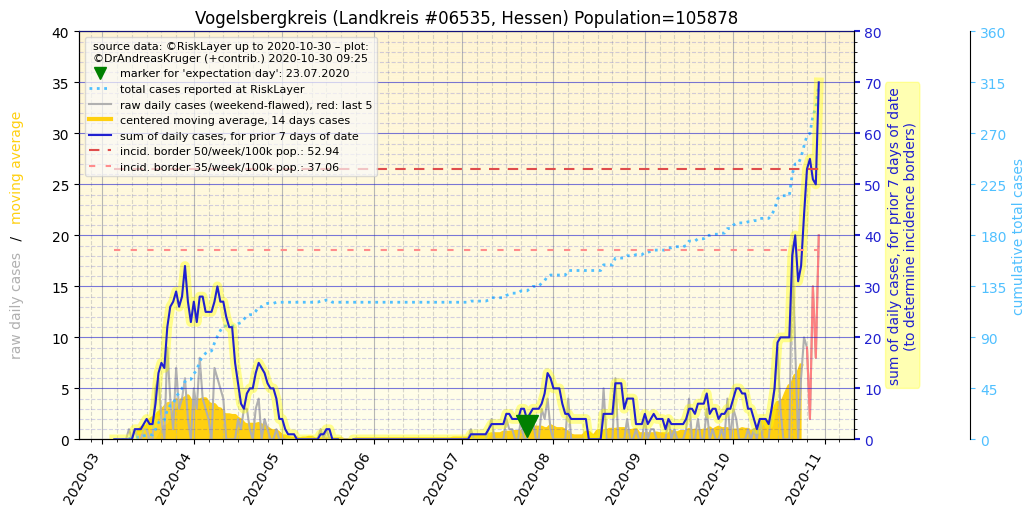 Vogelsbergkreis (Landkreis #06535, Hessen) Population=105878
source data: ©RiskLayer up to 2020-10-30 – plot:
©DrAndreasKruger (+contrib.) 2020-10-30 09:25
marker for 'expectation day': 23.07.2020
total cases reported at RiskLayer
raw daily cases (weekend-flawed), red: last 5
centered moving average, 14 days cases
sum of daily cases, for prior 7 days of date
incid. border 50/week/100k pop.: 52.94
incid. border 35/week/100k pop.: 37.06
raw daily cases / moving average
40
35
30
25
20
15
10
5
0
2020-03
2020-04
2020-05
2020-06
2020-07
2020-08
2020-09
2020-10
2020-11
80
70
60
50
40
30
20
10
0
sum of daily cases, for prior 7 days of date
(to determine incidence borders)
360
315
270
225
180
135
90
45
0
cumulative total cases